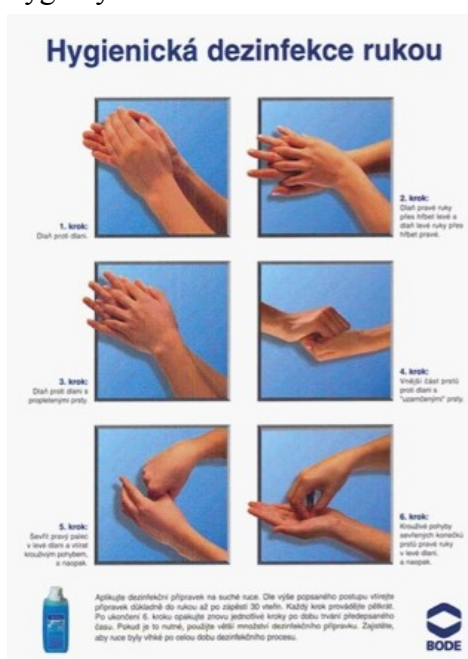 Hygienická dezinfekce rukou
1. krok:
Dlaň proti dlani.
2. krok:
Dlaň pravé ruky
přes hřbet levé a
dlaň levé ruky přes
hřbet pravé.
3. krok:
Dlaň proti dlani s
propletenými prsty.
4. krok:
Vnější část prstů
proti dlani s
"uzamčenými" prsty.
5. krok:
Sevřít pravý palec
v levé dlani a vtírat
krouživým pohybem,
a naopak.
6. krok:
Krouživé pohyby
sevřených konečků
prstů pravé ruky
v levé dlani,
a naopak.
Aplikujte dezinfekční přípravek na suché ruce. Dle výše popsaného postupu vtírejte
přípravek důkladně do rukou až po zápěstí 30 vteřin. Každý krok provádějte pětkrát.
Po ukončení 6. kroku opakujte znovu jednotlivé kroky po dobu trvání předepsaného
času. Pokud je to nutné, použijte větší množství dezinfekčního přípravku. Zajistěte,
aby ruce byly vlhké po celou dobu dezinfekčního procesu.
BODE